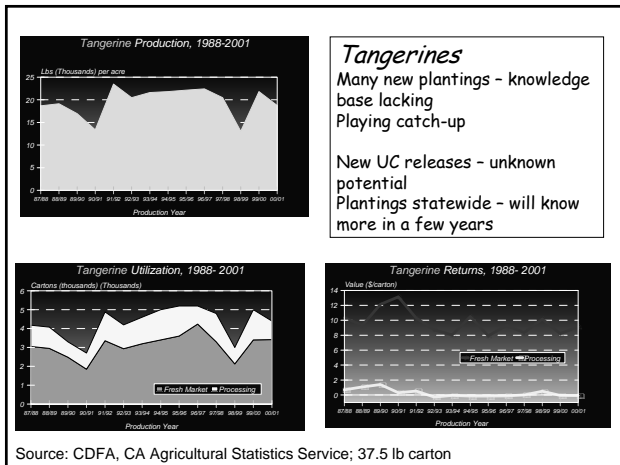 Tangerine Production, 1988-2001
Lbs (Thousands) per acre
25
20
15
10
5
0
87/88 88/89 89/90 90/91 91/92 92/93 93/94 94/95 95/96 96/97 97/98 98/99 99/00 00/01
Production Year
Tangerines
Many new plantings – knowledge
base lacking
Playing catch-up
New UC releases – unknown
potential
Plantings statewide – will know
more in a few years
Tangerine Utilization, 1988- 2001
Cartons (thousands) (Thousands)
6
5
4
3
2
1
0
Fresh Market Processing
87/88 88/89 89/90 90/91 91/92 92/93 93/94 94/95 95/96 96/97 97/98 98/99 99/00 00/01
Production Year
Tangerine Returns, 1988- 2001
Value ($/carton)
14
12
10
8
6
4
2
0
Fresh Market Processing
87/88 88/89 89/90 90/91 91/92 92/93 93/94 94/95 95/96 96/97 97/98 98/99 99/00 00/01
Production Year
Source: CDFA, CA Agricultural Statistics Service; 37.5 lb carton